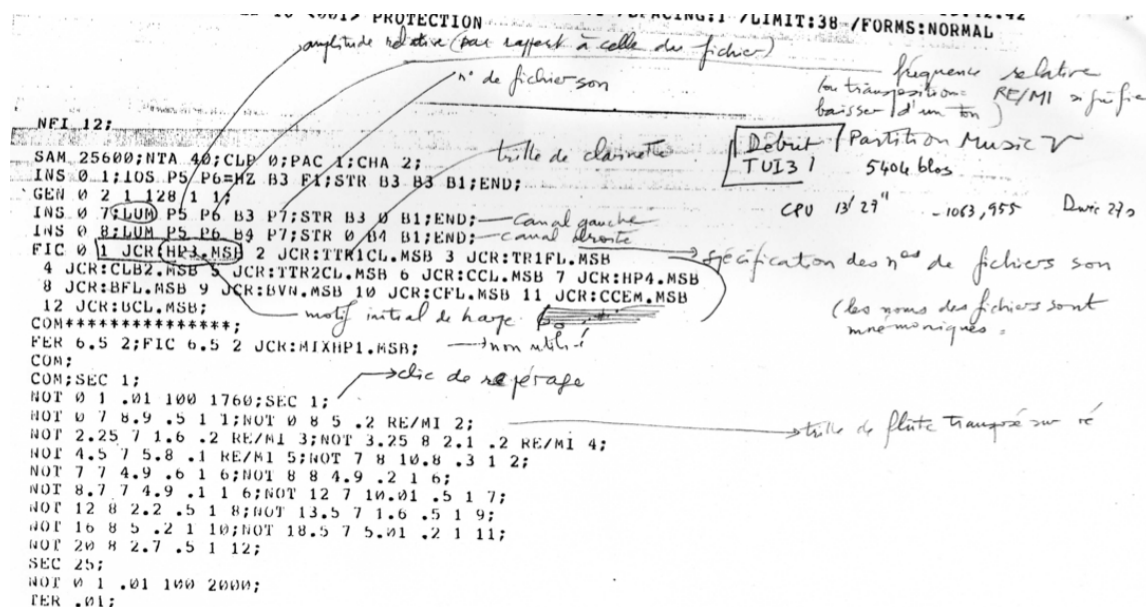 PROTECTION /SPACING:1 /LIMIT:38 /FORMS:NORMAL
amplitude relative (par rapport à celle du fichier)
n° de fichier son
fréquence relative
(ou transposition= RE/MI signifie
baisser d'un ton)
NFI 12;
Début / Partition Music V
TUI31 5404 blos
SAM 25600;NTA 40;CLP 0;PAC 1;CHA 2;
trille de clarinette
INS 0 1;IOS P5 P6=HZ B3 F1;STR B3 B3 B1;END;
GEN 0 2 1 128 1 1;
CPU 13'27" -1063,955
INS 0 7;LUM P5 P6 B3 P7;STR B3 0 B1;END; canal gauche
INS 0 8;LUM P5 P6 B4 P7;STR 0 B4 B1;END; canal droite
FIC 0 1 JCR:HP3.MSB 2 JCR:TTR1CL.MSB 3 JCR:TR1FL.MSB
spécification des nos de fichiers son
4 JCR:CLB2.MSB 5 JCR:TTR2CL.MSB 6 JCR:CCL.MSB 7 JCR:HP4.MSB
8 JCR:BFL.MSB 9 JCR:BVN.MSB 10 JCR:CFL.MSB 11 JCR:CCEM.MSB
(les noms des fichiers sont
mnémoniques.
12 JCR:BCL.MSB;
motif initial de harpe
COM***************;
FER 6.5 2;FIC 6.5 2 JCR:MIXHP1.MSB; non utilisé
COM;
COM;SEC 1;
clic de repérage
NOT 0 1 .01 100 1760;SEC 1;
NOT 0 7 8.9 .5 1 1;NOT 0 8 5 .2 RE/MI 2;
trille de flûte transposé sur ré
NOT 2.25 7 1.6 .2 RE/MI 3;NOT 3.25 8 2.1 .2 RE/MI 4;
NOT 4.5 7 5.8 .1 RE/MI 5;NOT 7 8 10.8 .3 1 2;
NOT 7 7 4.9 .6 1 6;NOT 8 8 4.9 .2 1 6;
NOT 8.7 7 4.9 .1 1 6;NOT 12 7 10.01 .5 1 7;
NOT 12 8 2.2 .5 1 8;NOT 13.5 7 1.6 .5 1 9;
NOT 16 8 5 .2 1 10;NOT 18.5 7 5.01 .2 1 11;
NOT 20 8 2.7 .5 1 12;
SEC 25;
NOT 0 1 .01 100 2000;
TER .01;